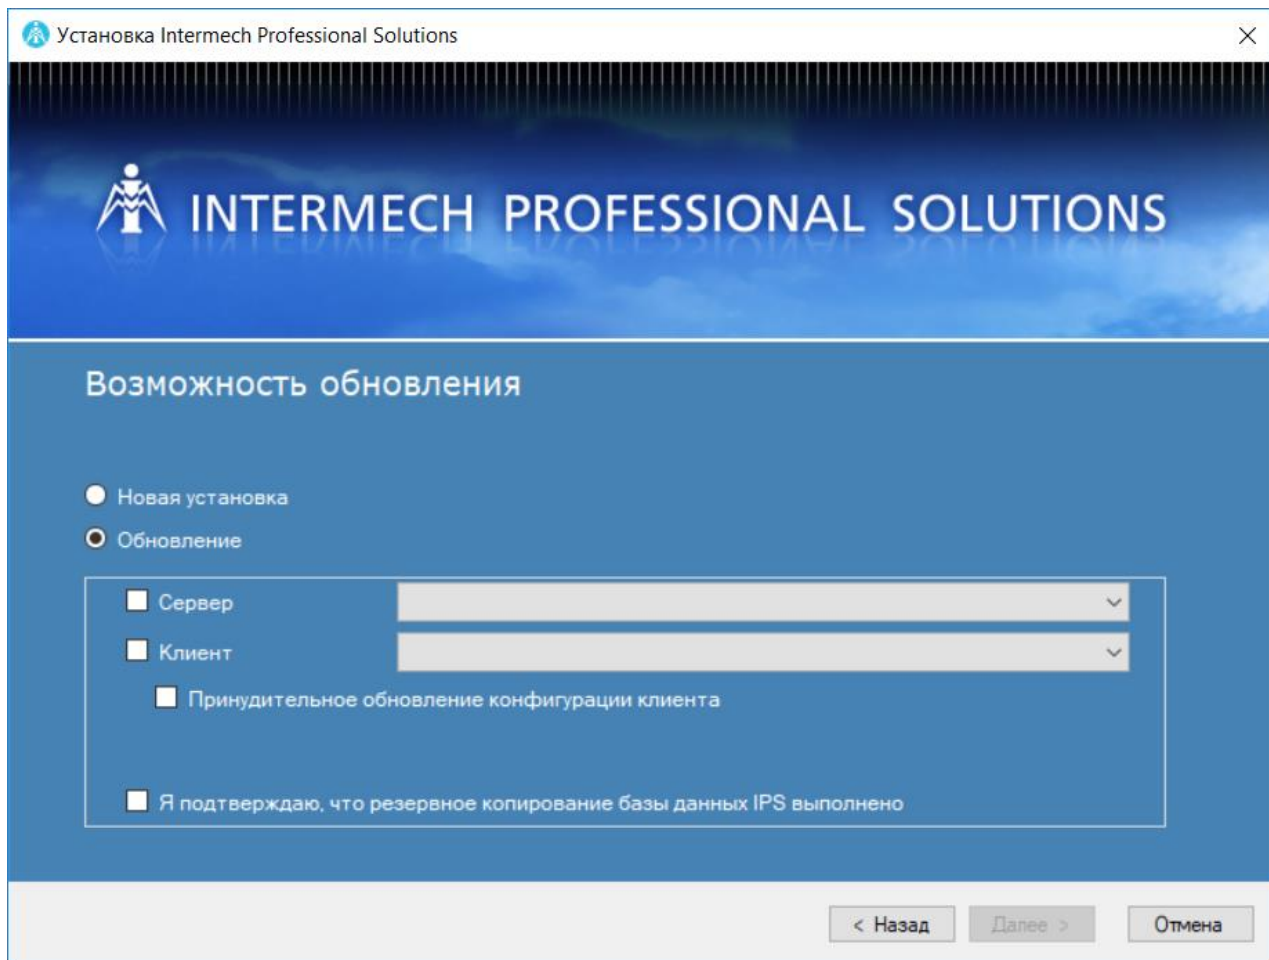 Установка Intermech Professional Solutions
INTERMECH PROFESSIONAL SOLUTIONS
Возможность обновления
Новая установка
Обновление
Сервер
Клиент
Принудительное обновление конфигурации клиента
Я подтверждаю, что резервное копирование базы данных IPS выполнено
< Назад Далее > Отмена